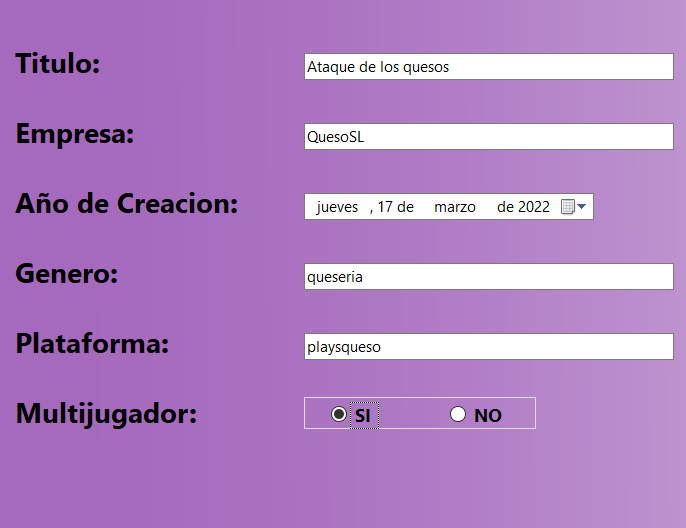 Titulo: Ataque de los quesos
Empresa: QuesoSL
Año de Creacion: jueves , 17 de marzo de 2022
Genero: queseria
Plataforma: playsqueso
Multijugador: SI NO